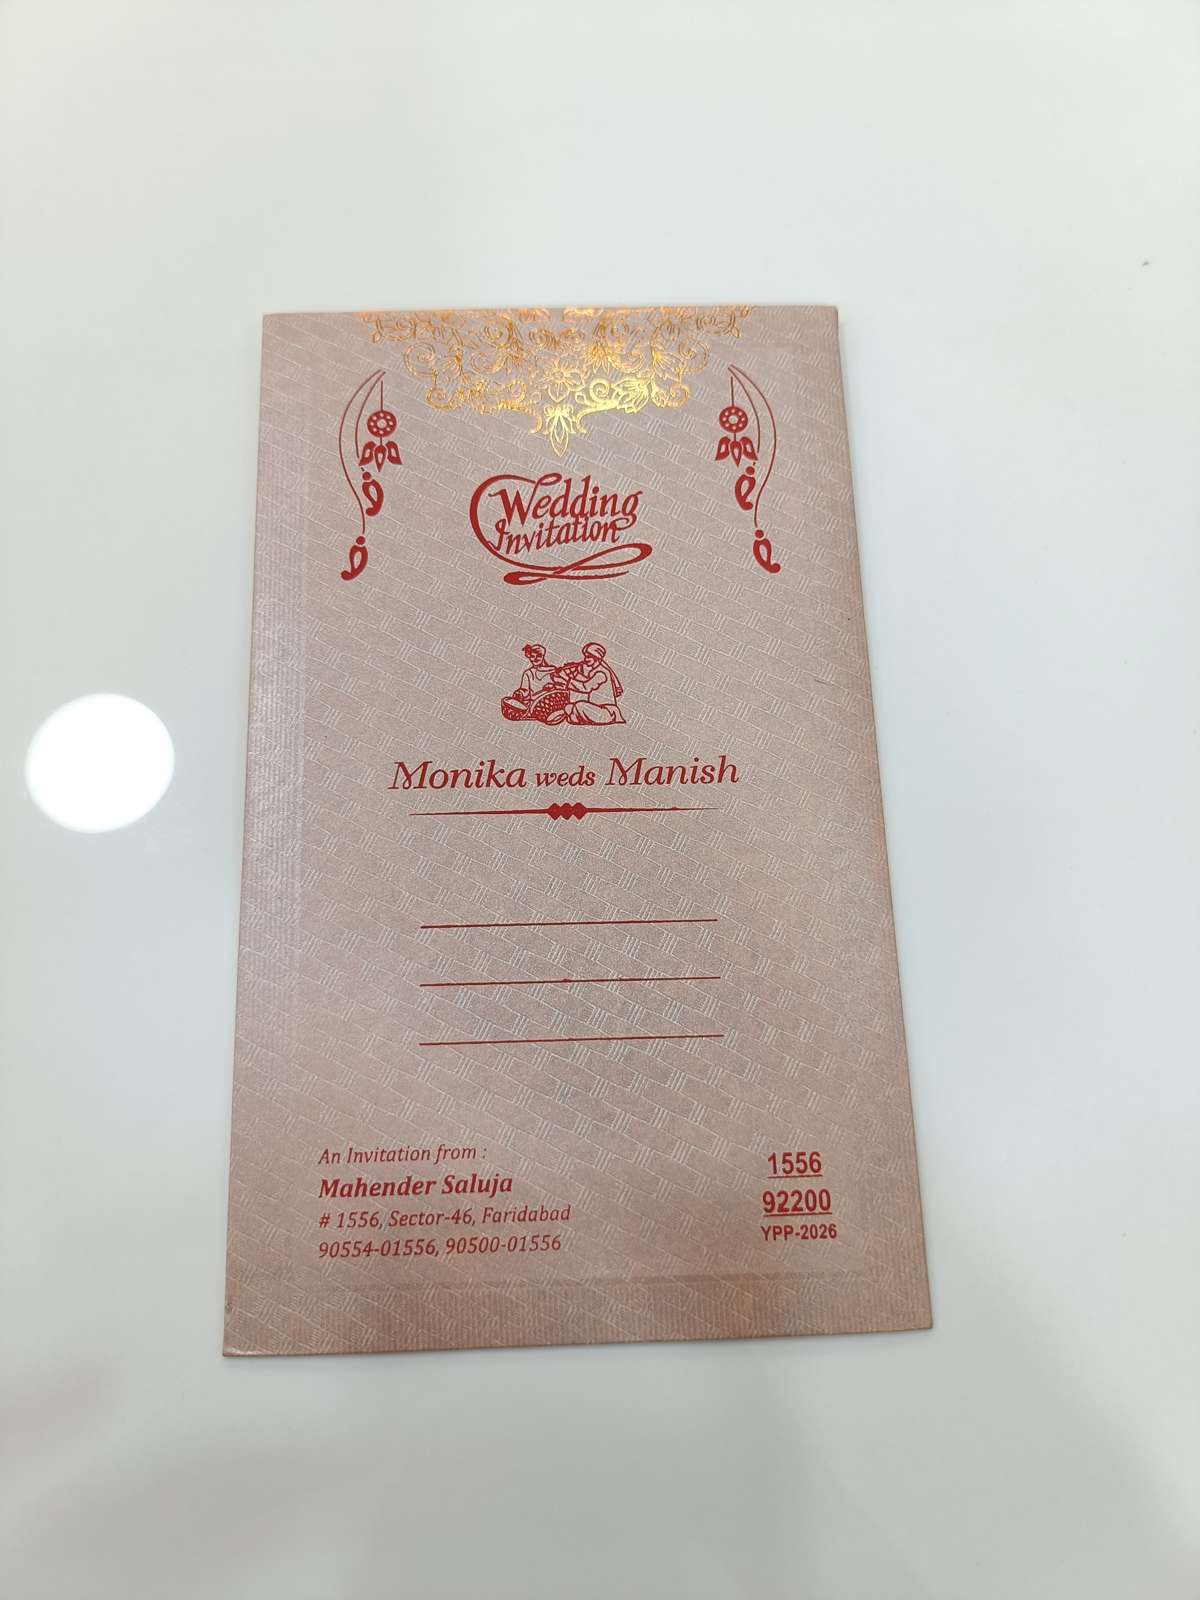 Wedding
Invitation
Monika weds Manish
An Invitation from :
Mahender Saluja
# 1556, Sector-46, Faridabad
90554-01556, 90500-01556
1556
92200
YPP-2026